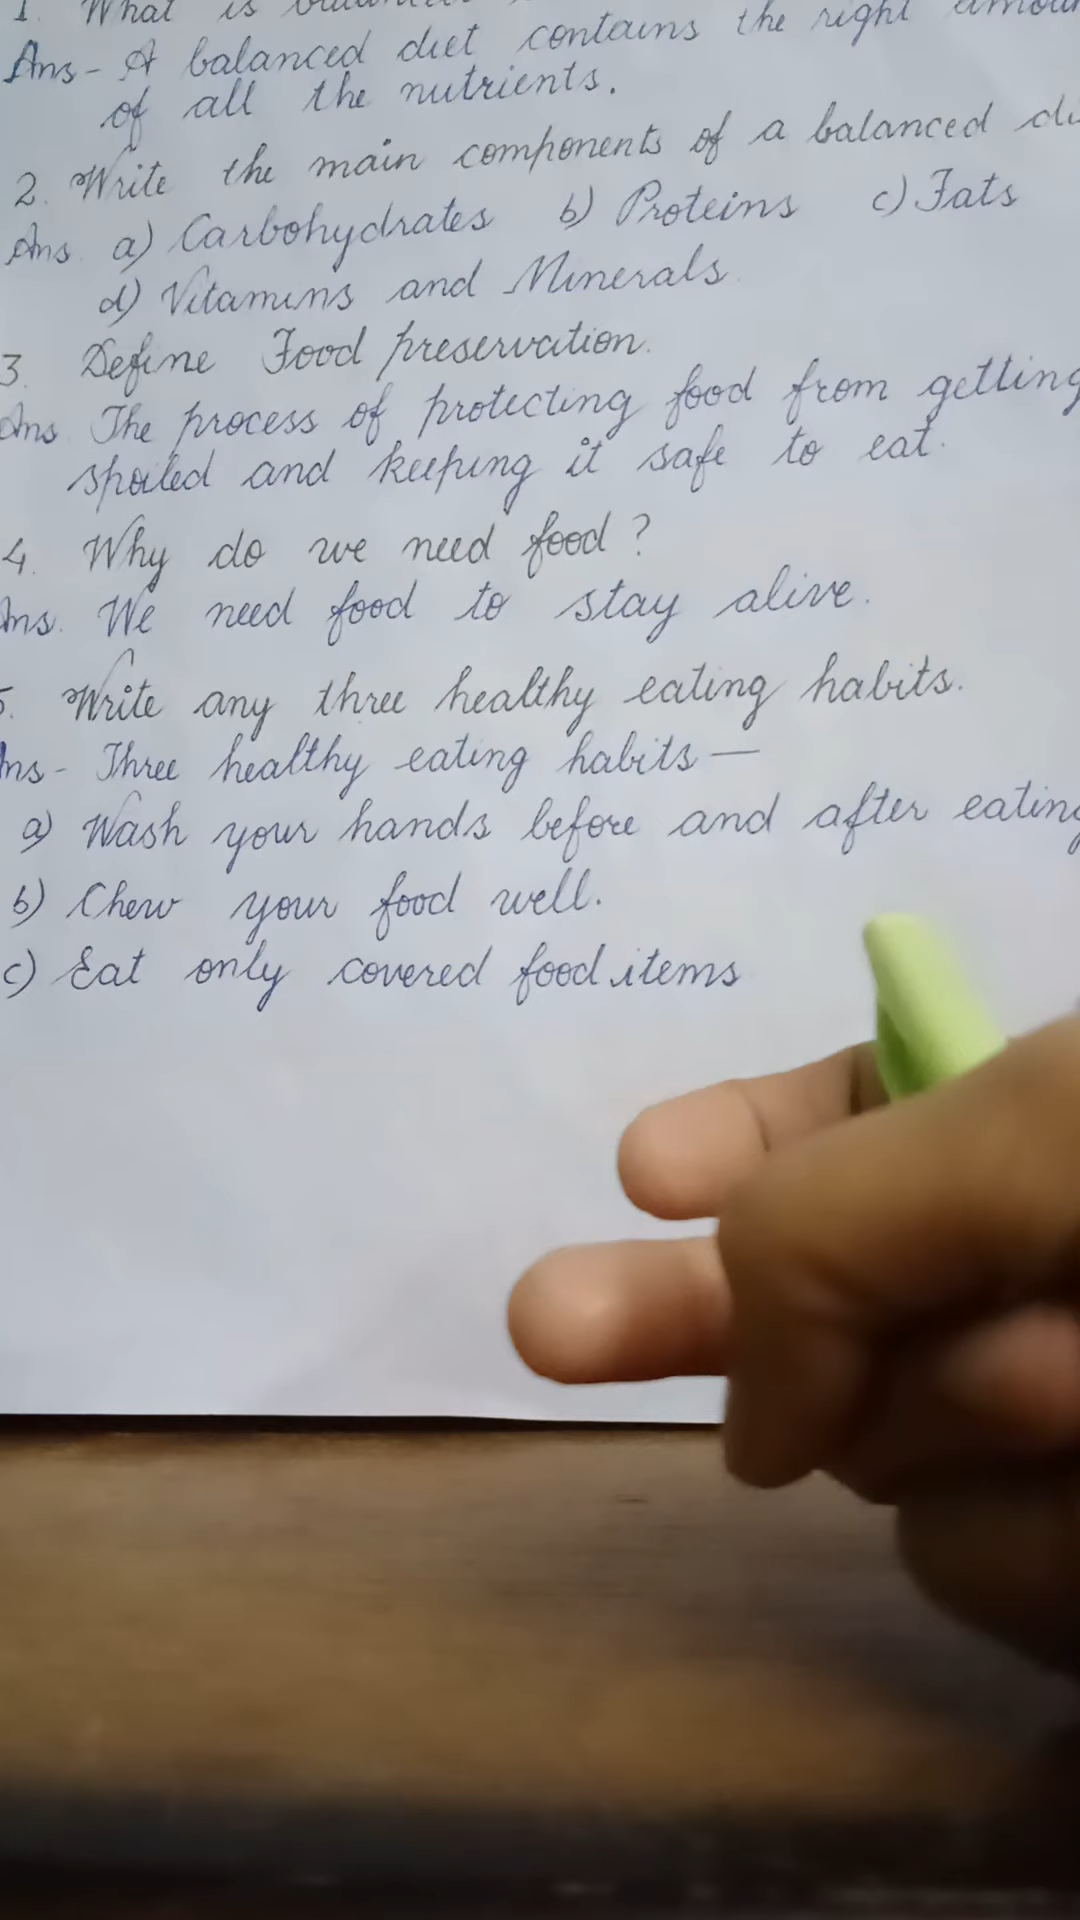 1. What is
Ans- A balanced diet contains the right
of all the nutrients.
2. Write the main components of a balanced
Ans. a) Carbohydrates b) Proteins c) Fats
d) Vitamins and Minerals.
3. Define Food preservation.
Ans. The process of protecting food from getting
spoiled and keeping it safe to eat.
4. Why do we need food?
Ans. We need food to stay alive.
5. Write any three healthy eating habits.
Ans- Three healthy eating habits —
a) Wash your hands before and after eating
b) Chew your food well.
c) Eat only covered food items